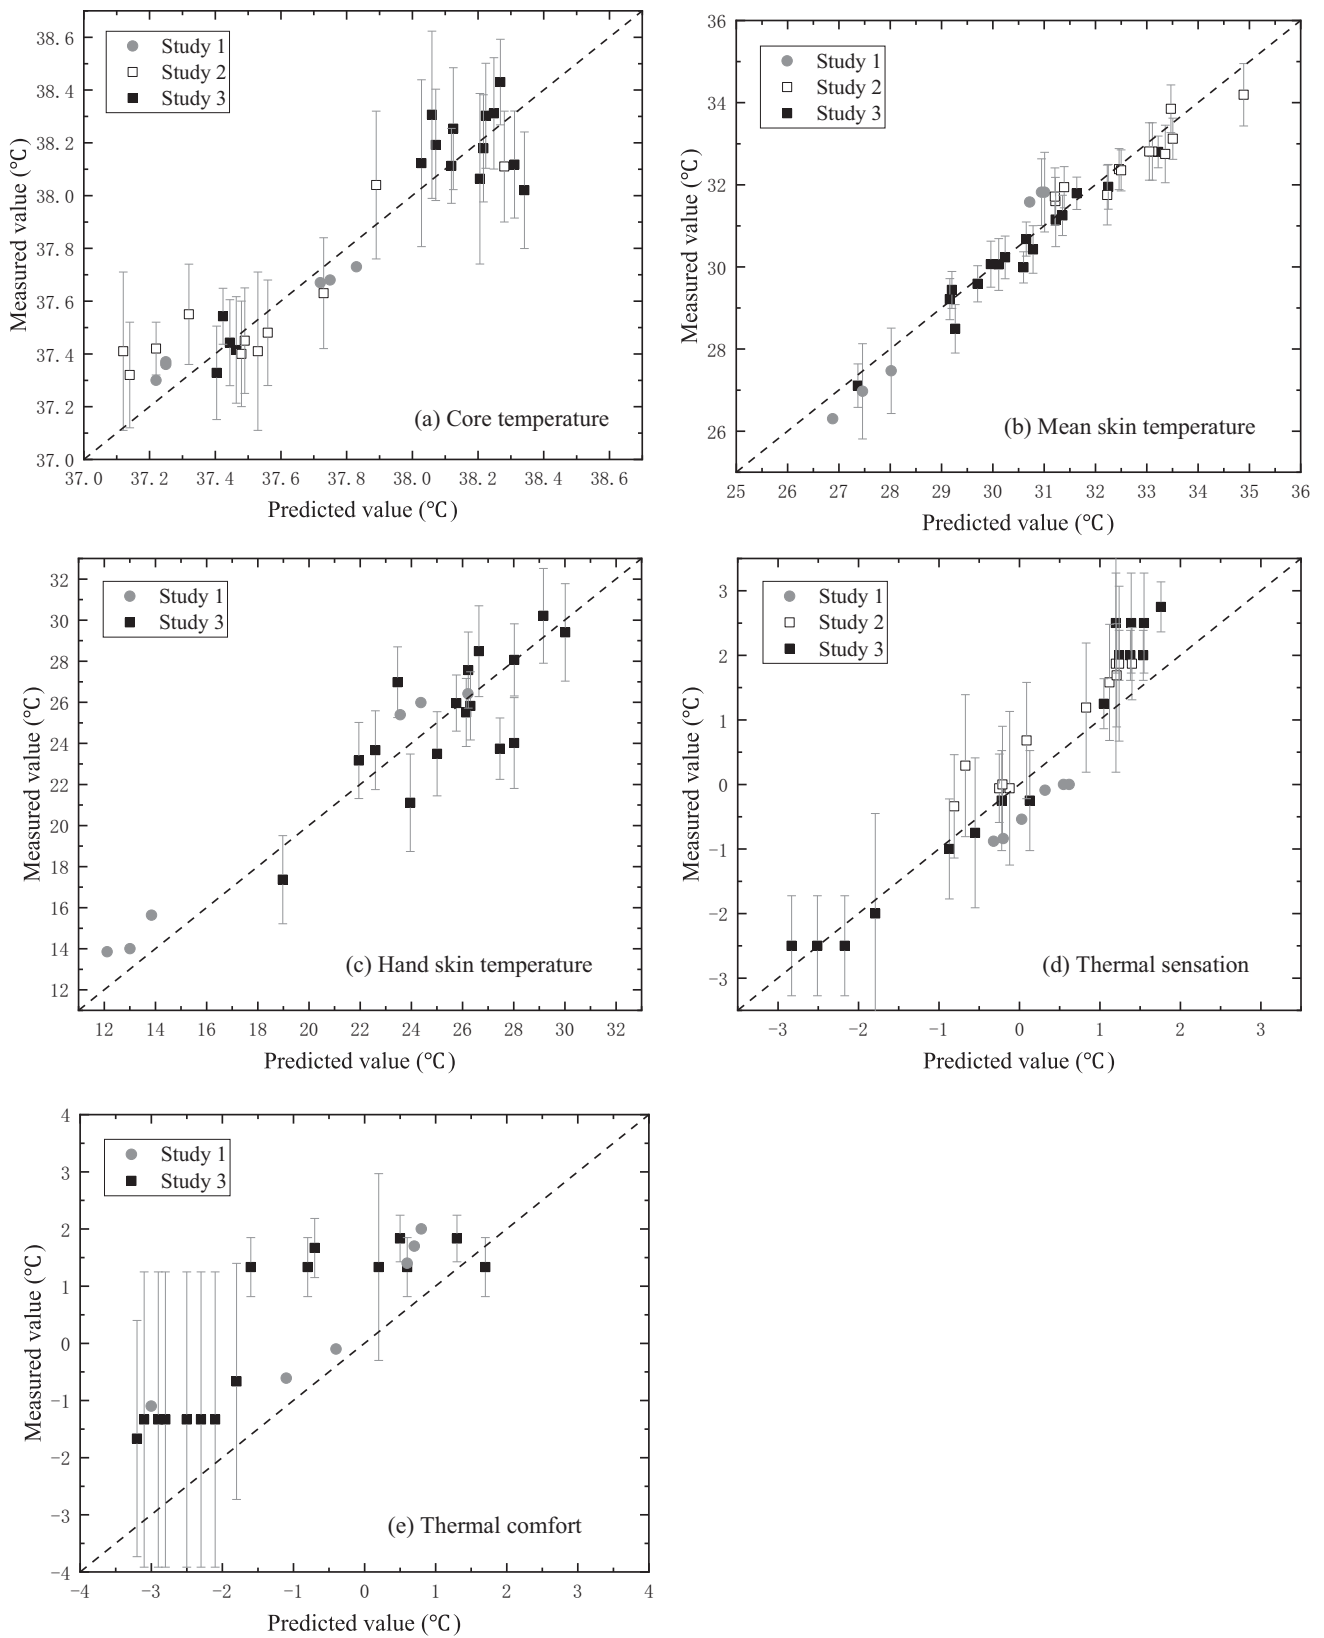 Study 1
Study 2
Study 3
38.6
38.4
38.2
38.0
37.8
37.6
37.4
37.2
37.0
Measured value (℃)
(a) Core temperature
37.0 37.2 37.4 37.6 37.8 38.0 38.2 38.4 38.6
Predicted value (℃)
Study 1
Study 2
Study 3
36
34
32
30
28
26
Measured value (℃)
(b) Mean skin temperature
25 26 27 28 29 30 31 32 33 34 35 36
Predicted value (℃)
Study 1
Study 3
32
30
28
26
24
22
20
18
16
14
12
Measured value (℃)
(c) Hand skin temperature
12 14 16 18 20 22 24 26 28 30 32
Predicted value (℃)
Study 1
Study 2
Study 3
3
2
1
0
−1
−2
−3
Measured value (℃)
(d) Thermal sensation
−3 −2 −1 0 1 2 3
Predicted value (℃)
Study 1
Study 3
4
3
2
1
0
−1
−2
−3
−4
Measured value (℃)
(e) Thermal comfort
−3 −2 −1 0 1 2 3 4
Predicted value (℃)